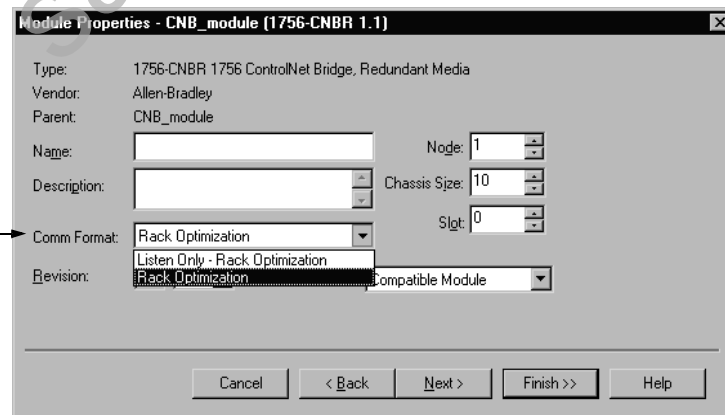 Module Properties - CNB_module (1756-CNBR 1.1)
Type: 1756-CNBR 1756 ControlNet Bridge, Redundant Media
Vendor: Allen-Bradley
Parent: CNB_module
Name: Node: 1
Description: Chassis Size: 10
Slot: 0
Comm Format: Rack Optimization
Listen Only - Rack Optimization
Revision: Rack Optimization Compatible Module
Cancel < Back Next > Finish >> Help